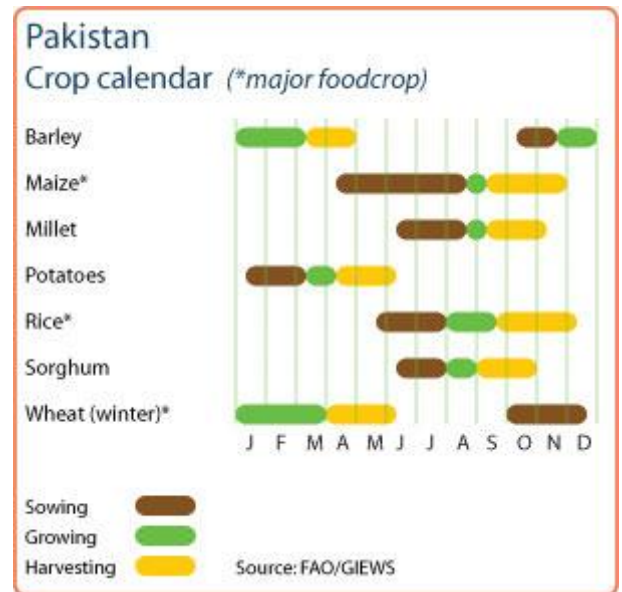 Pakistan
Crop calendar (*major foodcrop)
Barley
Maize*
Millet
Potatoes
Rice*
Sorghum
Wheat (winter)*
J F M A M J J A S O N D
Sowing
Growing
Harvesting Source: FAO/GIEWS